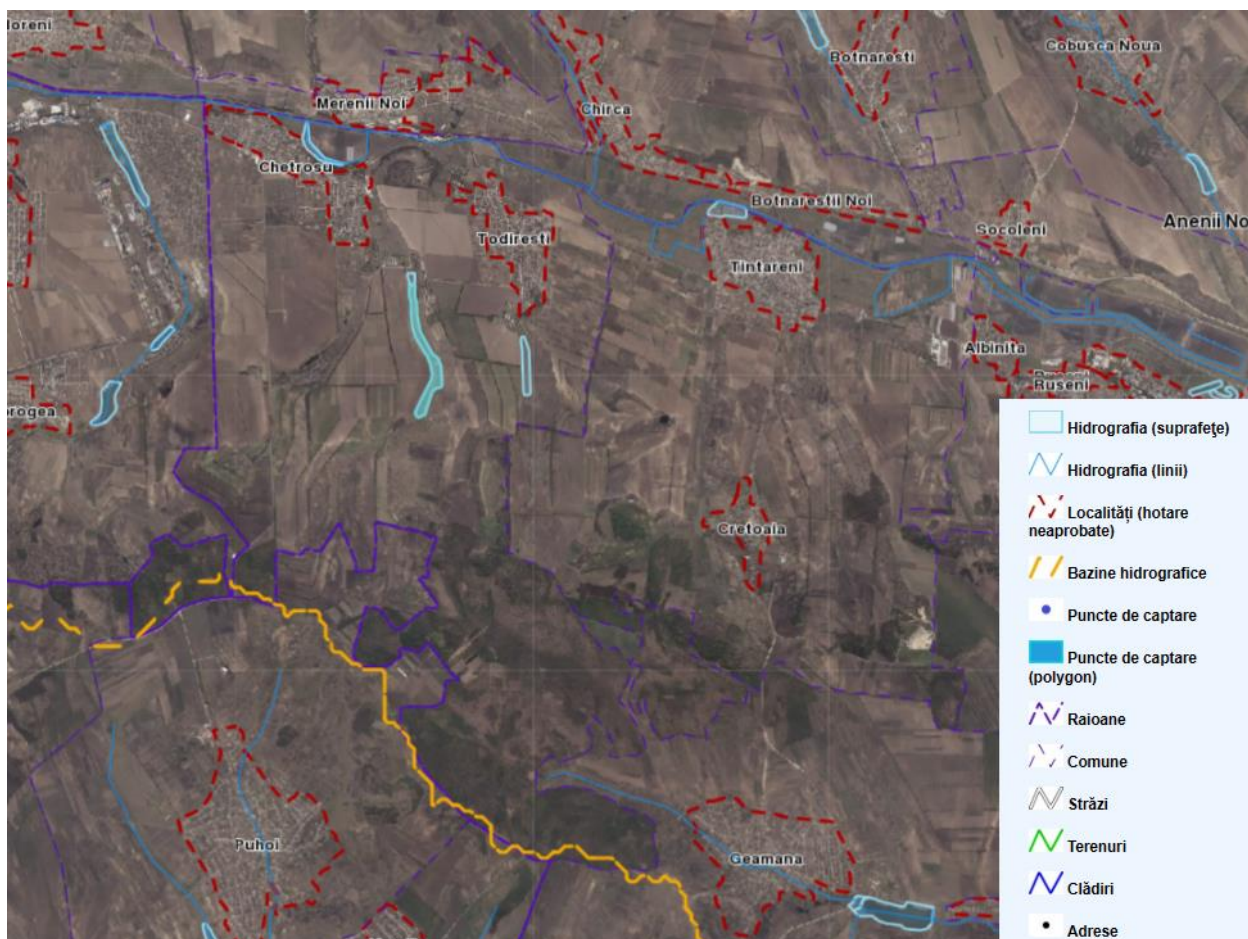 loreni
Botnaresti
Cobusca Noua
Merenii Noi
Chirca
Chetrosu
Botnarestii Noi
Anenii No
Todiresti
Socoleni
Tintareni
Albinita
Ruseni
orogea
Cretoaia
Puhoi
Geamana
Hidrografia (suprafeţe)
Hidrografia (linii)
Localități (hotare
neaprobate)
Bazine hidrografice
Puncte de captare
Puncte de captare
(polygon)
Raioane
Comune
Străzi
Terenuri
Clădiri
Adrese